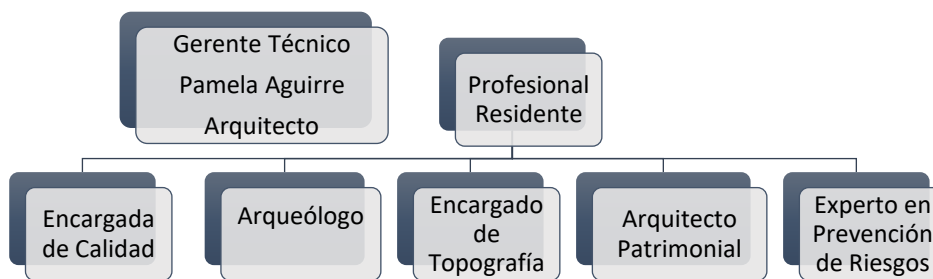 Gerente Técnico
Pamela Aguirre
Arquitecto
Profesional
Residente
Encargada
de Calidad
Arqueólogo
Encargado
de
Topografía
Arquitecto
Patrimonial
Experto en
Prevención
de Riesgos